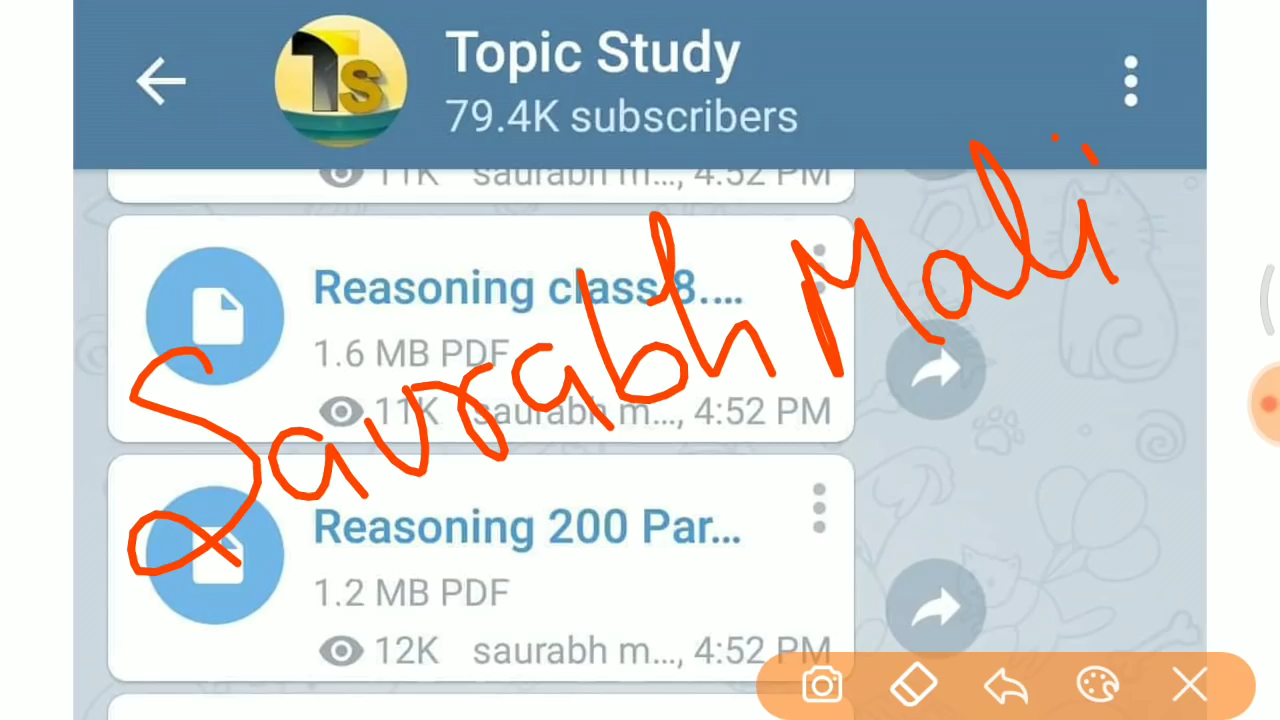 Topic Study
Ts
79.4K subscribers
11K saurabh m..., 4:52 PM
Reasoning class 8....
1.6 MB PDF
11K saurabh m..., 4:52 PM
Saurabh Mali
Reasoning 200 Par...
1.2 MB PDF
12K saurabh m..., 4:52 PM